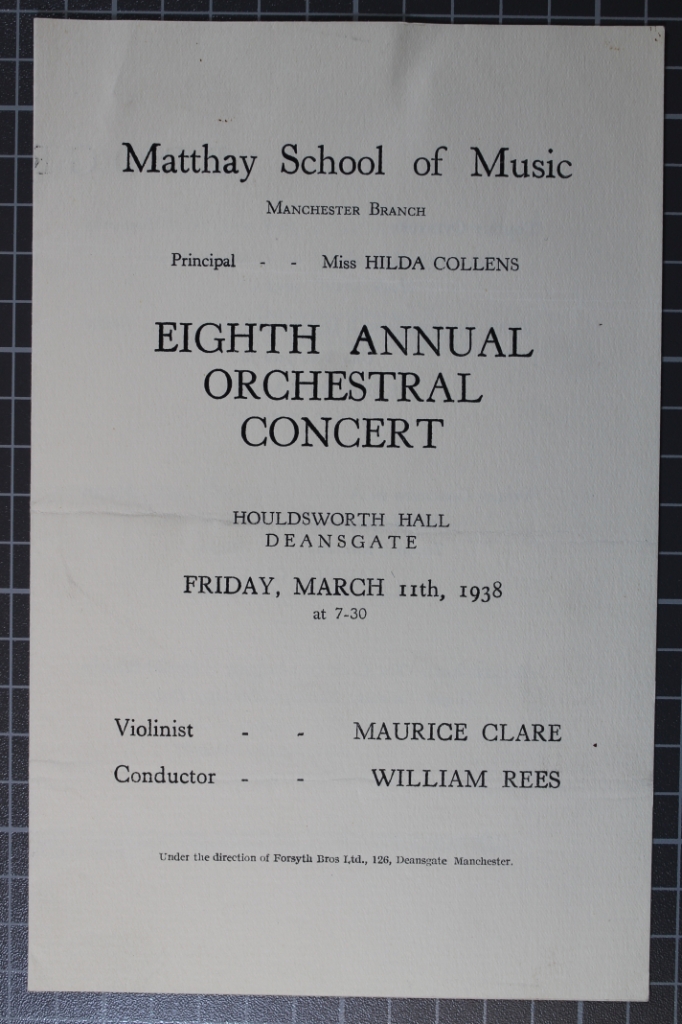 Matthay School of Music
MANCHESTER BRANCH
Principal - - Miss HILDA COLLENS
EIGHTH ANNUAL
ORCHESTRAL
CONCERT
HOULDSWORTH HALL
DEANSGATE
FRIDAY, MARCH 11th, 1938
at 7-30
Violinist - - MAURICE CLARE
Conductor - - WILLIAM REES
Under the direction of Forsyth Bros Ltd., 126, Deansgate Manchester.